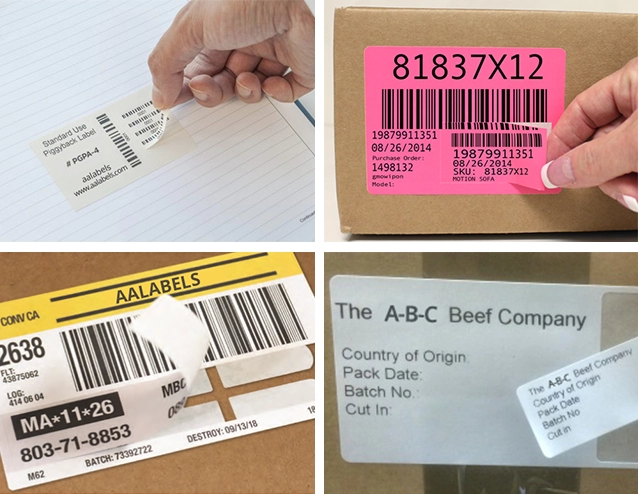 Standard Use
Piggyback Label
# PGPA-4
aalabels
www.aalabels.com
81837X12
19879911351
08/26/2014
Purchase Order:
1498132
gmowipon
Model:
19879911351
08/26/2014
SKU: 81837X12
MOTION SOFA
AALABELS
CONV CA
2638
FLT:
43875062
LOG:
414 06 04
MBC
MA*11*26
803-71-8853
M62
BATCH: 73392722
DESTROY: 09/13/18
18
The A-B-C Beef Company
Country of Origin:
Pack Date:
Batch No.:
Cut In:
The A-B-C Beef Company
Country of Origin
Pack Date
Batch No
Cut in